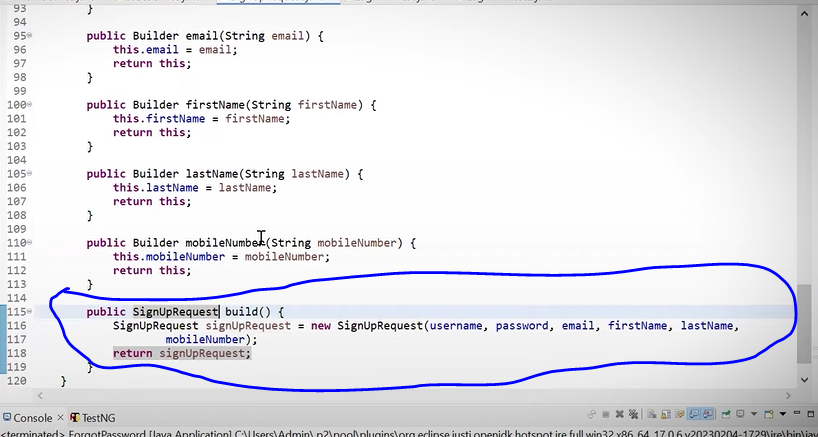 93 }
94
95 public Builder email(String email) {
96 this.email = email;
97 return this;
98 }
99
100 public Builder firstName(String firstName) {
101 this.firstName = firstName;
102 return this;
103 }
104
105 public Builder lastName(String lastName) {
106 this.lastName = lastName;
107 return this;
108 }
109
110 public Builder mobileNumber(String mobileNumber) {
111 this.mobileNumber = mobileNumber;
112 return this;
113 }
114
115 public SignUpRequest build() {
116 SignUpRequest signUpRequest = new SignUpRequest(username, password, email, firstName, lastName,
117 mobileNumber);
118 return signUpRequest;
119 }
120 }
Console TestNG
<terminated> ForgotPassword [Java Application] C:\Users\Admin\.p2\pool\plugins\org.eclipse.justj.openjdk.hotspot.jre.full.win32.x86_64_17.0.6.v20230204-1729\jre\bin\jav